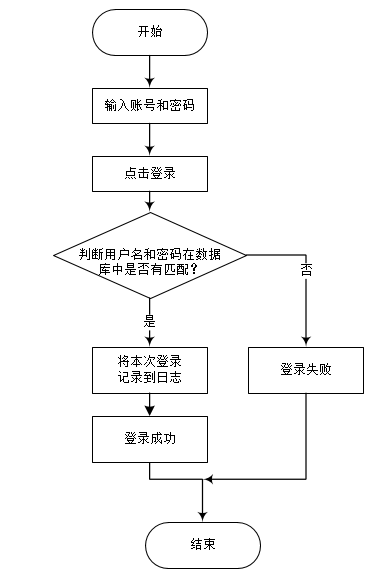 开始
输入账号和密码
点击登录
判断用户名和密码在数据
库中是否有匹配?
否
是
将本次登录
记录到日志
登录失败
登录成功
结束